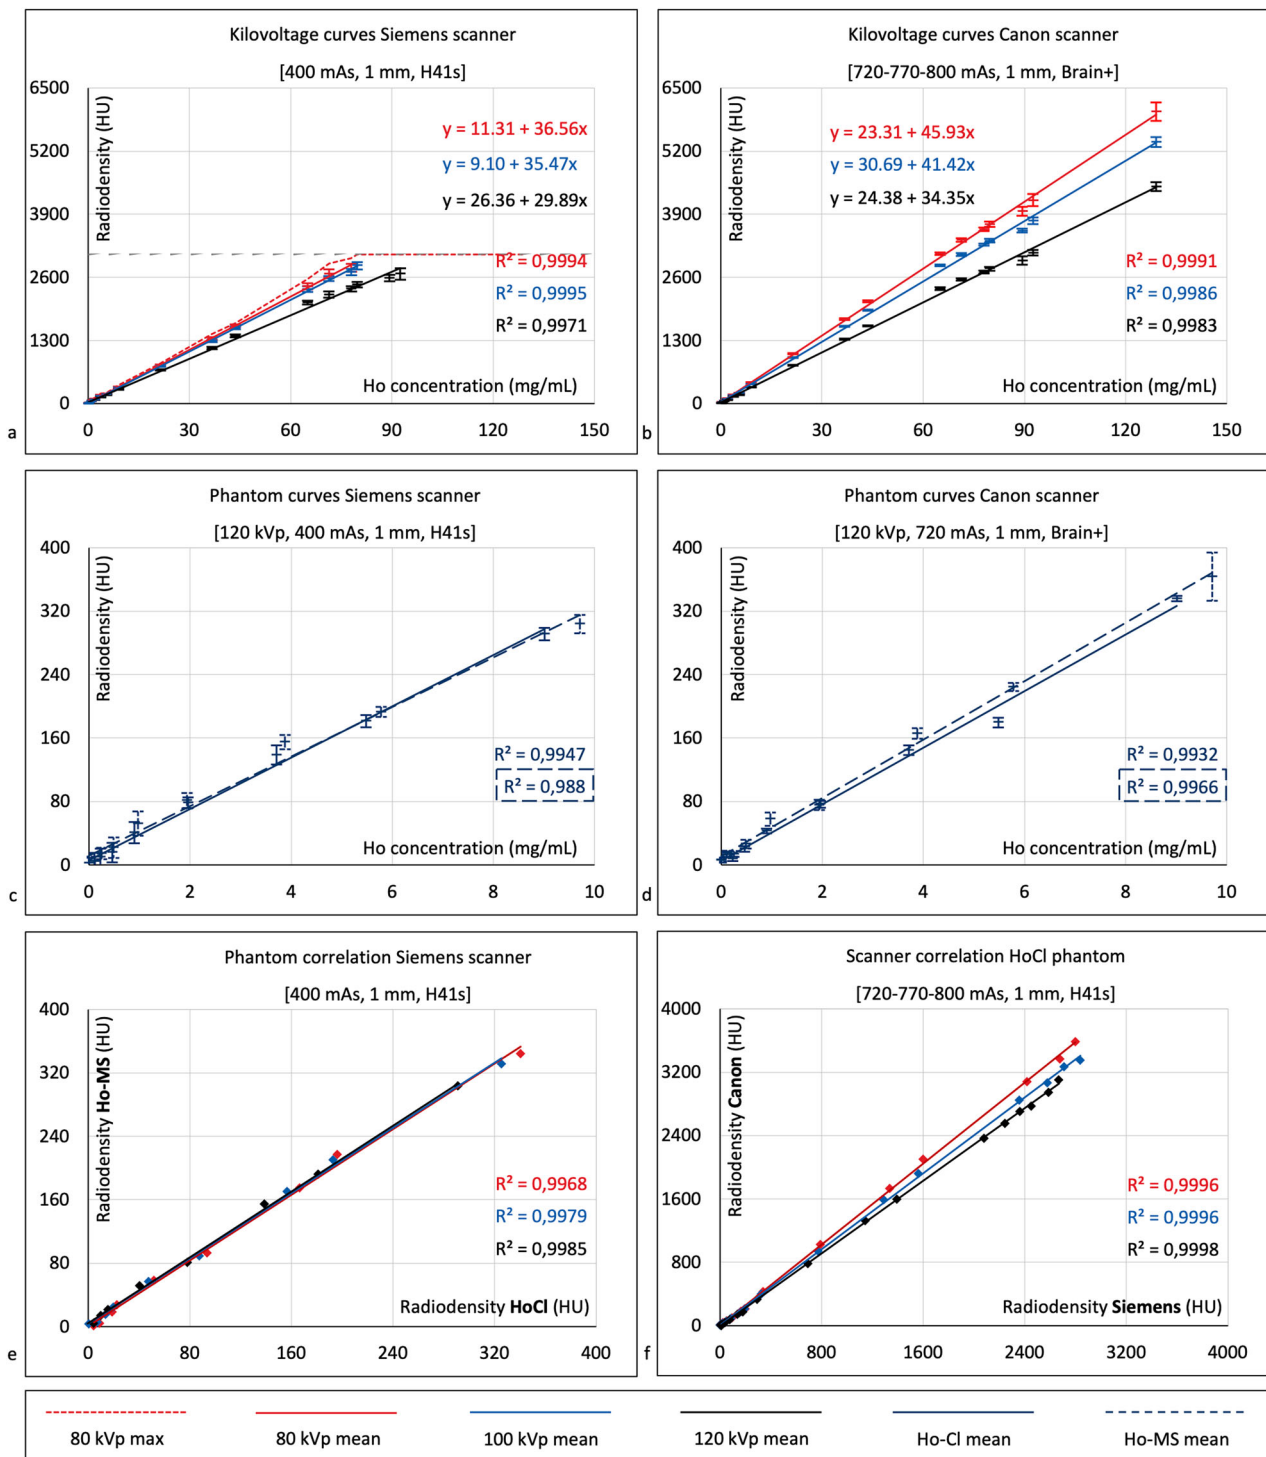 Kilovoltage curves Siemens scanner
[400 mAs, 1 mm, H41s]
Radiodensity (HU)
6500
5200
3900
2600
1300
0
y = 11.31 + 36.56x
y = 9.10 + 35.47x
y = 26.36 + 29.89x
R² = 0,9994
R² = 0,9995
R² = 0,9971
Ho concentration (mg/mL)
0 30 60 90 120 150
a
Kilovoltage curves Canon scanner
[720-770-800 mAs, 1 mm, Brain+]
Radiodensity (HU)
6500
5200
3900
2600
1300
0
y = 23.31 + 45.93x
y = 30.69 + 41.42x
y = 24.38 + 34.35x
R² = 0,9991
R² = 0,9986
R² = 0,9983
Ho concentration (mg/mL)
0 30 60 90 120 150
b
Phantom curves Siemens scanner
[120 kVp, 400 mAs, 1 mm, H41s]
Radiodensity (HU)
400
320
240
160
80
0
R² = 0,9947
R² = 0,988
Ho concentration (mg/mL)
0 2 4 6 8 10
c
Phantom curves Canon scanner
[120 kVp, 720 mAs, 1 mm, Brain+]
Radiodensity (HU)
400
320
240
160
80
0
R² = 0,9932
R² = 0,9966
Ho concentration (mg/mL)
0 2 4 6 8 10
d
Phantom correlation Siemens scanner
[400 mAs, 1 mm, H41s]
Radiodensity Ho-MS (HU)
400
320
240
160
80
0
R² = 0,9968
R² = 0,9979
R² = 0,9985
Radiodensity HoCl (HU)
0 80 160 240 320 400
e
Scanner correlation HoCl phantom
[720-770-800 mAs, 1 mm, H41s]
Radiodensity Canon (HU)
4000
3200
2400
1600
800
0
R² = 0,9996
R² = 0,9996
R² = 0,9998
Radiodensity Siemens (HU)
0 800 1600 2400 3200 4000
f
80 kVp max 80 kVp mean 100 kVp mean 120 kVp mean Ho-Cl mean Ho-MS mean